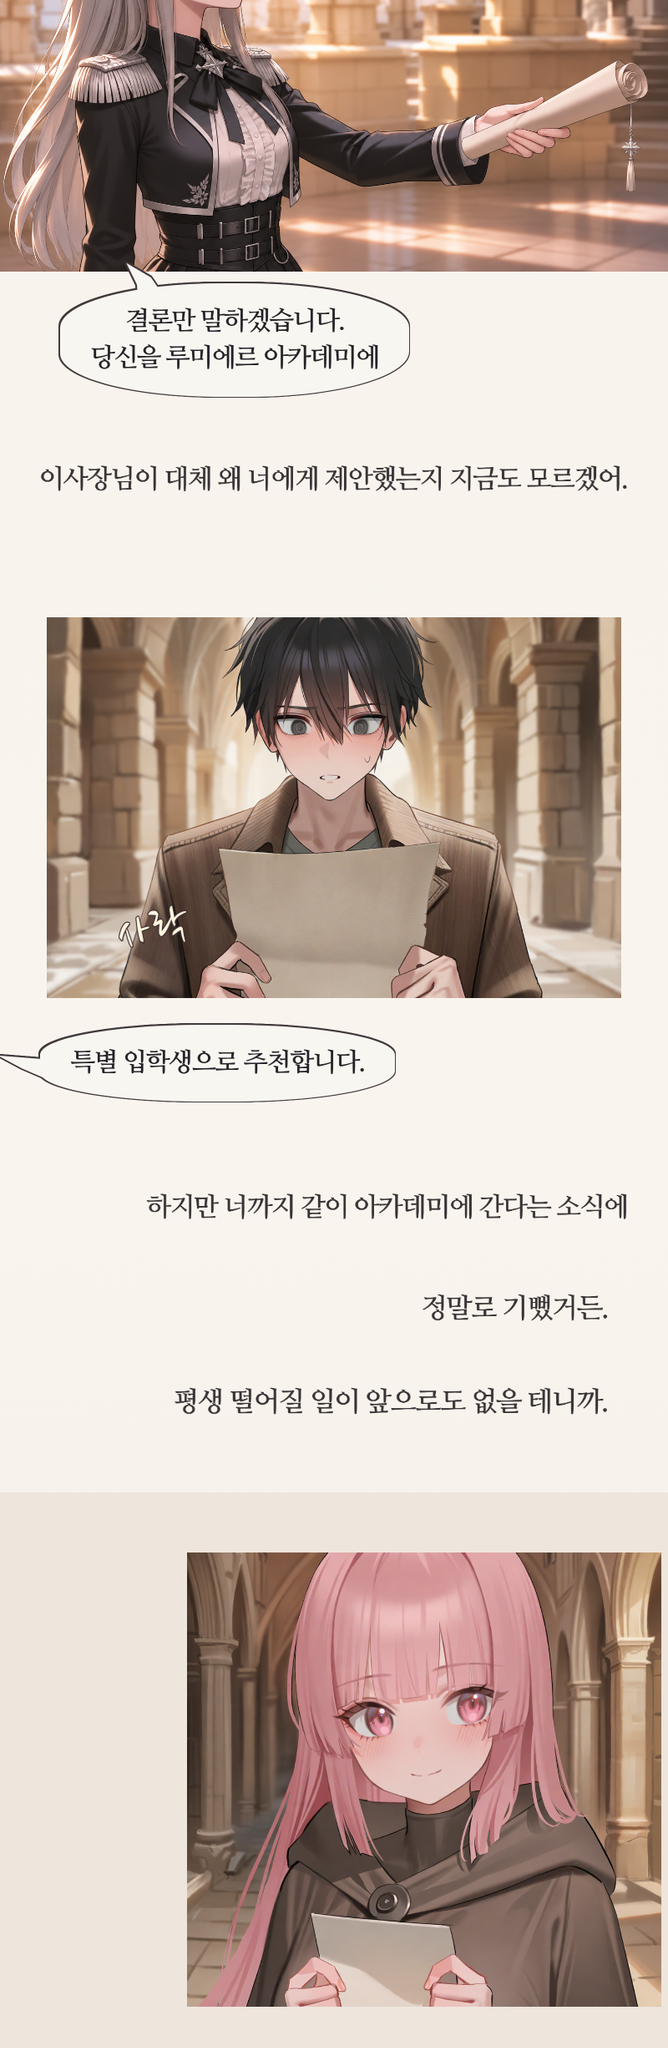 결론만 말하겠습니다.
당신을 루미에르 아카데미에
이사장님이 대체 왜 너에게 제안했는지 지금도 모르겠어.
사락
특별 입학생으로 추천합니다.
하지만 너까지 같이 아카데미에 간다는 소식에
정말로 기뻤거든.
평생 떨어질 일이 앞으로도 없을 테니까.